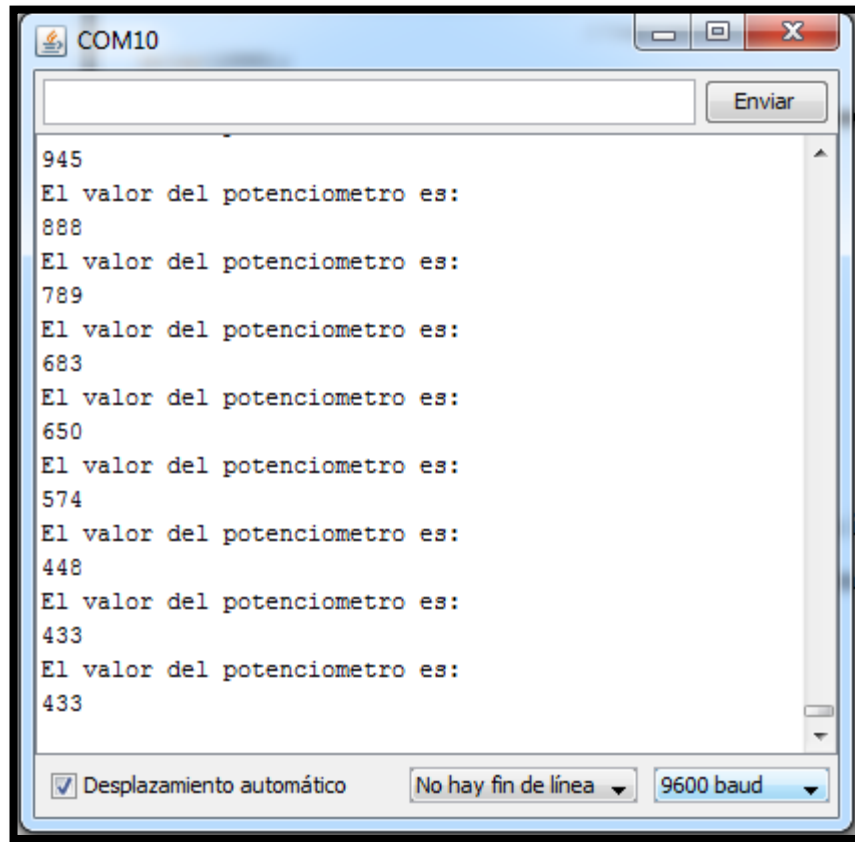 COM10
Enviar
945
El valor del potenciometro es:
888
El valor del potenciometro es:
789
El valor del potenciometro es:
683
El valor del potenciometro es:
650
El valor del potenciometro es:
574
El valor del potenciometro es:
448
El valor del potenciometro es:
433
El valor del potenciometro es:
433
Desplazamiento automático No hay fin de línea 9600 baud